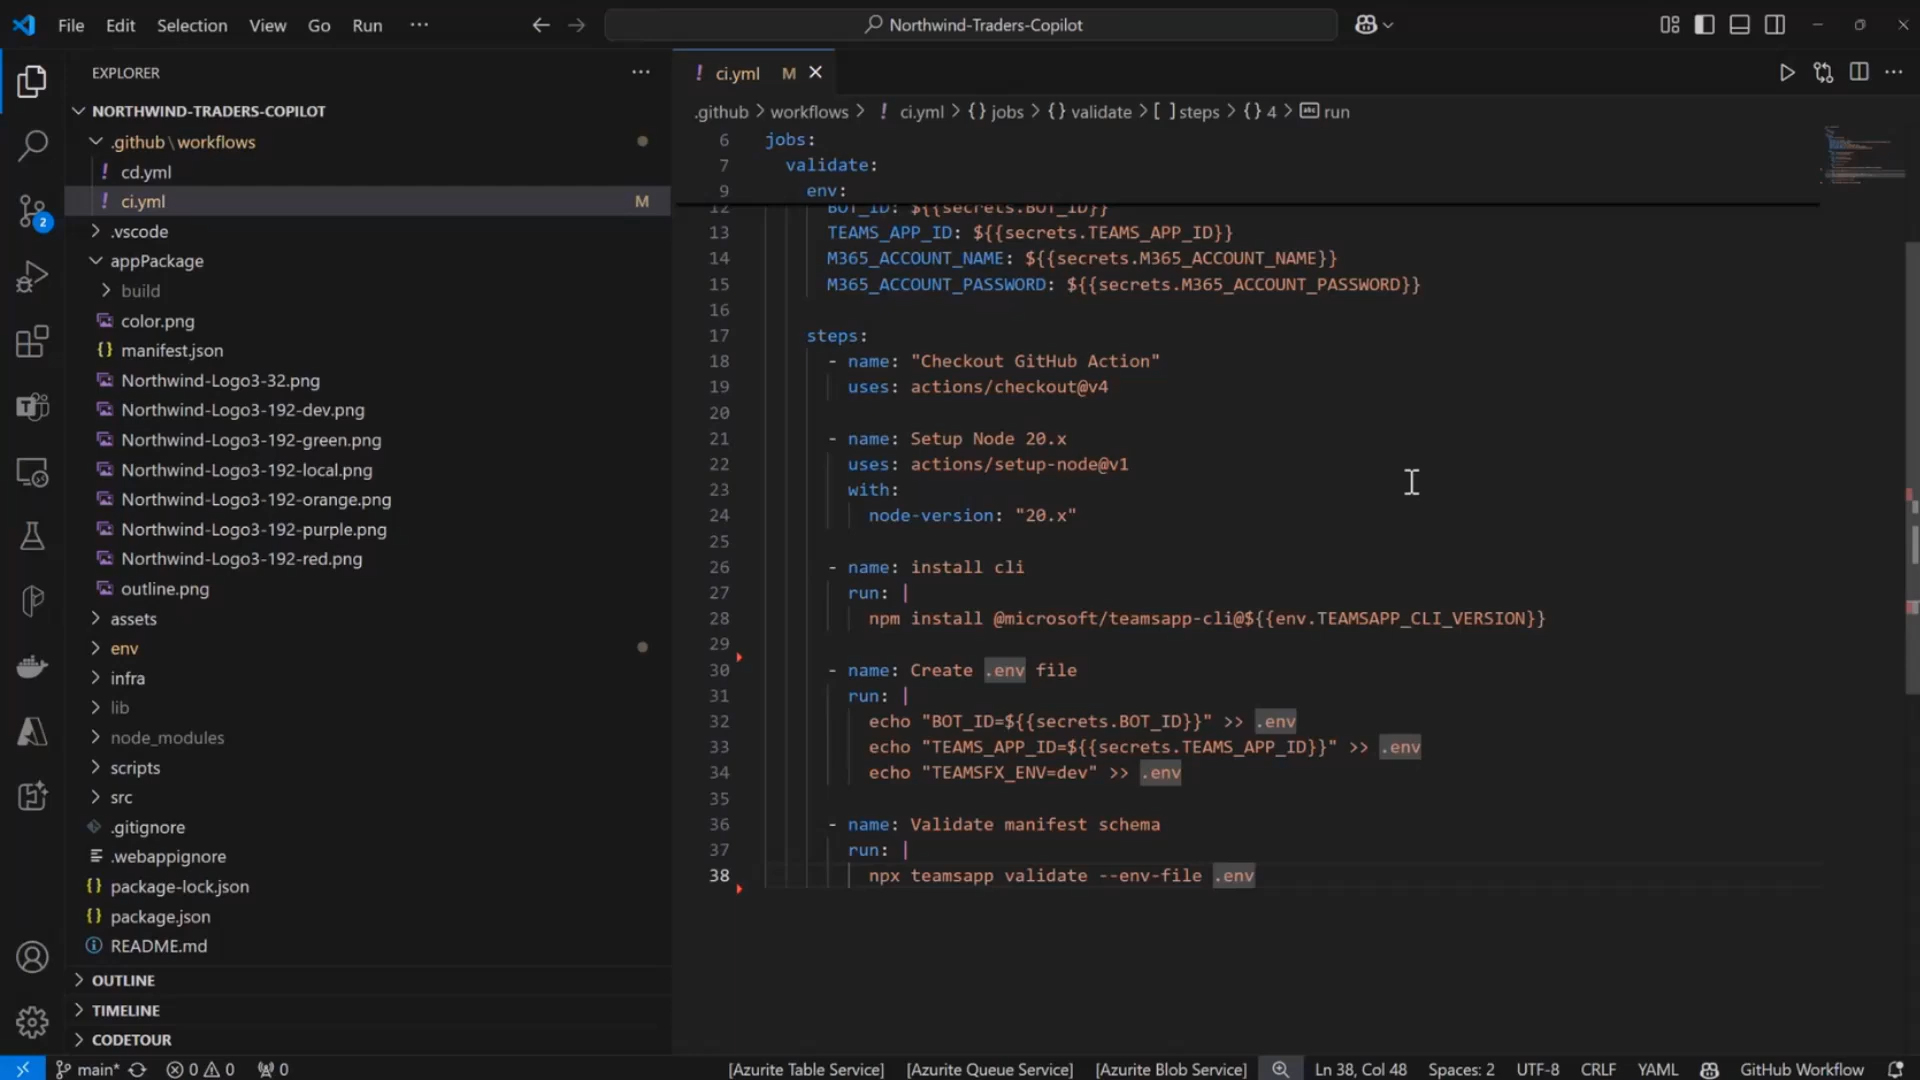 File Edit Selection View Go Run ··· Northwind-Traders-Copilot
EXPLORER
NORTHWIND-TRADERS-COPILOT
.github\workflows
cd.yml
ci.yml M
.vscode
appPackage
build
color.png
manifest.json
Northwind-Logo3-32.png
Northwind-Logo3-192-dev.png
Northwind-Logo3-192-green.png
Northwind-Logo3-192-local.png
Northwind-Logo3-192-orange.png
Northwind-Logo3-192-purple.png
Northwind-Logo3-192-red.png
outline.png
assets
env
infra
lib
node_modules
scripts
src
.gitignore
.webappignore
package-lock.json
package.json
README.md
OUTLINE
TIMELINE
CODETOUR
2
! ci.yml M
.github > workflows > ! ci.yml > {} jobs > {} validate > [ ] steps > {} 4 > abc run
6 jobs:
7 validate:
9 env:
12 BOT_ID: ${{secrets.BOT_ID}}
13 TEAMS_APP_ID: ${{secrets.TEAMS_APP_ID}}
14 M365_ACCOUNT_NAME: ${{secrets.M365_ACCOUNT_NAME}}
15 M365_ACCOUNT_PASSWORD: ${{secrets.M365_ACCOUNT_PASSWORD}}
16
17 steps:
18 - name: "Checkout GitHub Action"
19 uses: actions/checkout@v4
20
21 - name: Setup Node 20.x
22 uses: actions/setup-node@v1
23 with:
24 node-version: "20.x"
25
26 - name: install cli
27 run: |
28 npm install @microsoft/teamsapp-cli@${{env.TEAMSAPP_CLI_VERSION}}
29
30 - name: Create .env file
31 run: |
32 echo "BOT_ID=${{secrets.BOT_ID}}" >> .env
33 echo "TEAMS_APP_ID=${{secrets.TEAMS_APP_ID}}" >> .env
34 echo "TEAMSFX_ENV=dev" >> .env
35
36 - name: Validate manifest schema
37 run: |
38 npx teamsapp validate --env-file .env
main* 0 0 0 [Azurite Table Service] [Azurite Queue Service] [Azurite Blob Service] Ln 38, Col 48 Spaces: 2 UTF-8 CRLF YAML GitHub Workflow